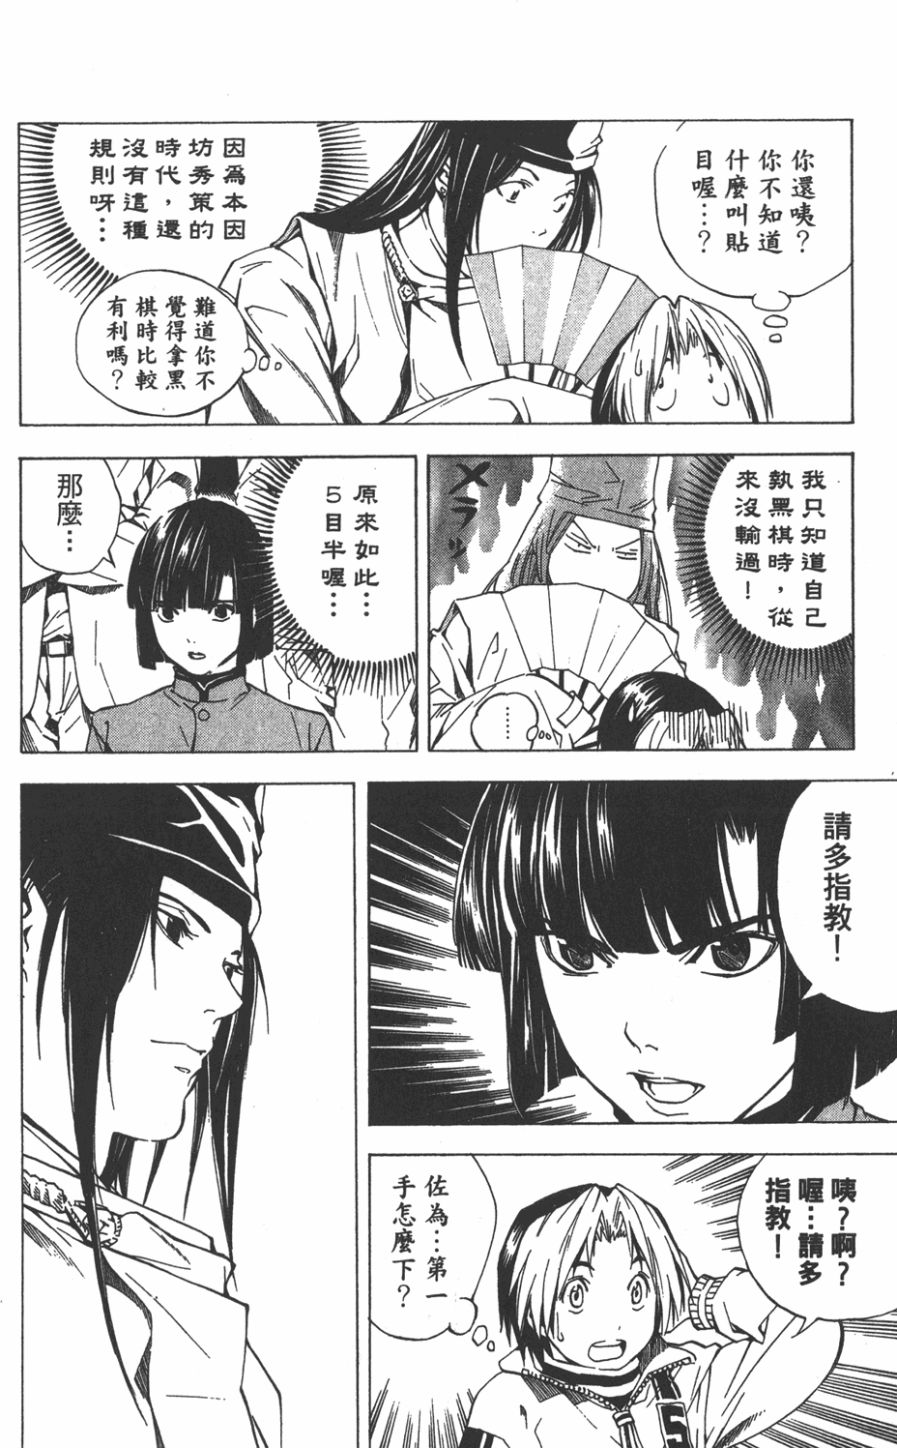 你還咦？
你不知道
什麼叫貼
目喔…？
因為本因
坊秀策的
時代，還
沒有這種
規則呀…
難道你不
覺得拿黑
棋時比較
有利嗎？
我只知道自己
執黑棋時，從
來沒輸過！
メラッ
……
原來如此…
5目半喔…
那麼…
請多指教！
咦？啊？
喔…請多
指教！
佐為…第一
手怎麼下？
5